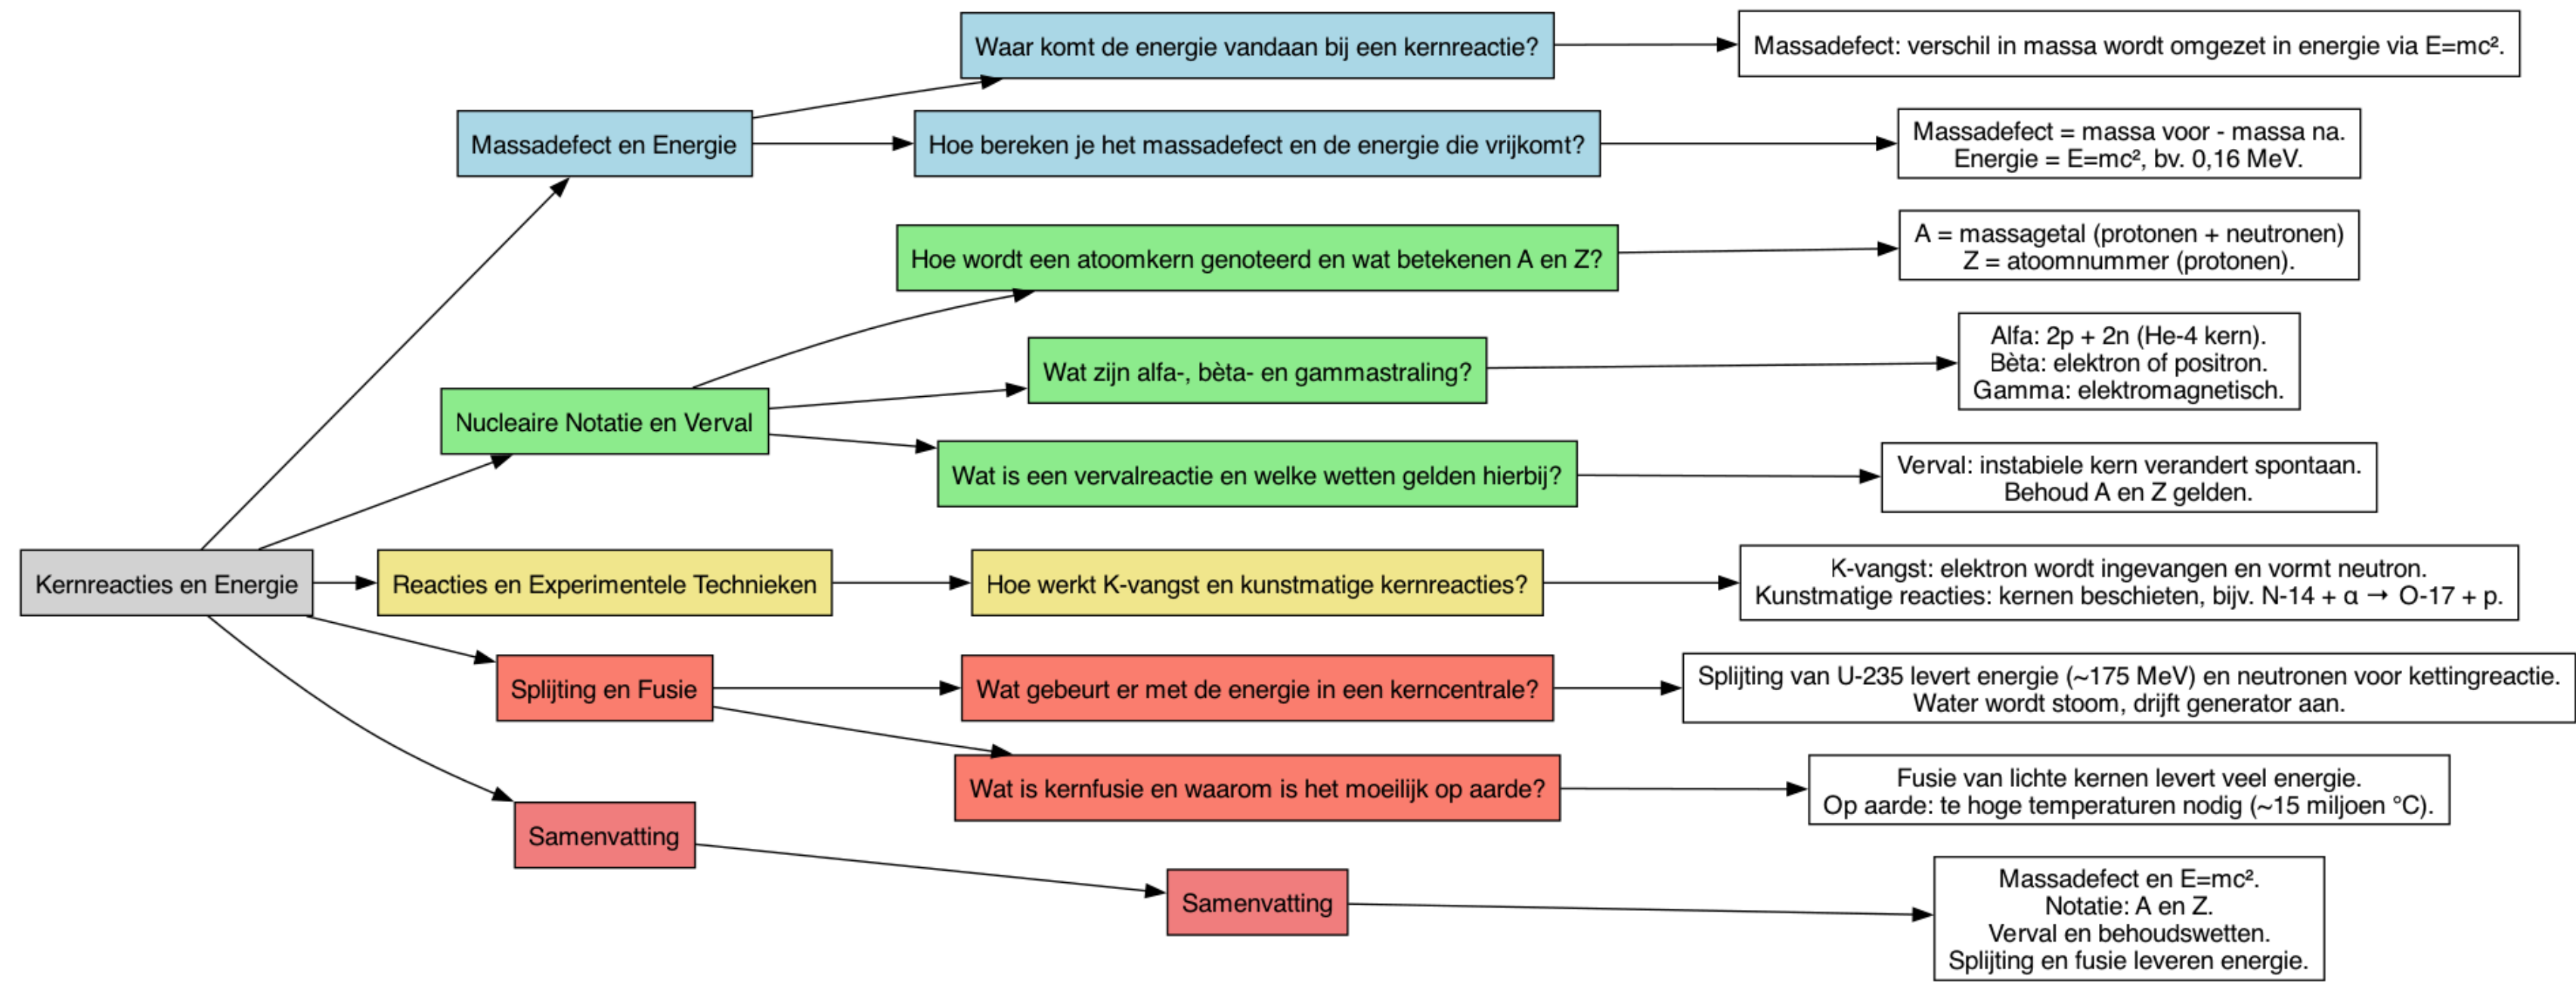 Kernreacties en Energie
Massadefect en Energie
Waar komt de energie vandaan bij een kernreactie?
Massadefect: verschil in massa wordt omgezet in energie via E=mc².
Hoe bereken je het massadefect en de energie die vrijkomt?
Massadefect = massa voor - massa na.
Energie = E=mc², bv. 0,16 MeV.
Nucleaire Notatie en Verval
Hoe wordt een atoomkern genoteerd en wat betekenen A en Z?
A = massagetal (protonen + neutronen)
Z = atoomnummer (protonen).
Wat zijn alfa-, bèta- en gammastraling?
Alfa: 2p + 2n (He-4 kern).
Bèta: elektron of positron.
Gamma: elektromagnetisch.
Wat is een vervalreactie en welke wetten gelden hierbij?
Verval: instabiele kern verandert spontaan.
Behoud A en Z gelden.
Reacties en Experimentele Technieken
Hoe werkt K-vangst en kunstmatige kernreacties?
K-vangst: elektron wordt ingevangen en vormt neutron.
Kunstmatige reacties: kernen beschieten, bijv. N-14 + α → O-17 + p.
Splijting en Fusie
Wat gebeurt er met de energie in een kerncentrale?
Splijting van U-235 levert energie (~175 MeV) en neutronen voor kettingreactie.
Water wordt stoom, drijft generator aan.
Wat is kernfusie en waarom is het moeilijk op aarde?
Fusie van lichte kernen levert veel energie.
Op aarde: te hoge temperaturen nodig (~15 miljoen °C).
Samenvatting
Samenvatting
Massadefect en E=mc².
Notatie: A en Z.
Verval en behoudswetten.
Splijting en fusie leveren energie.